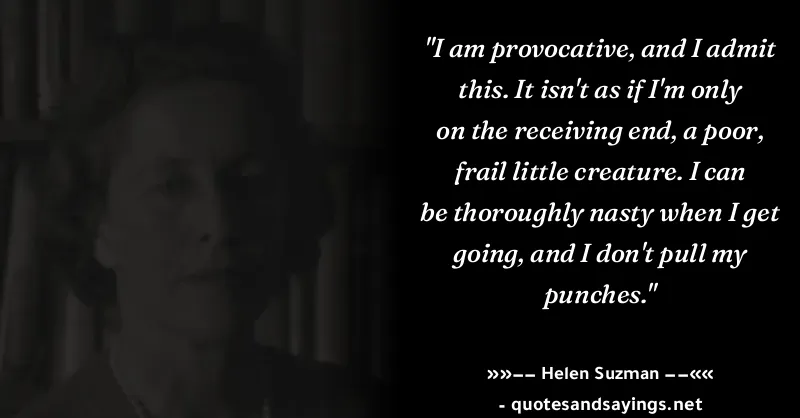 "I am provocative, and I admit
this. It isn't as if I'm only
on the receiving end, a poor,
frail little creature. I can
be thoroughly nasty when I get
going, and I don't pull my
punches."
»»−− Helen Suzman −−««
- quotesandsayings.net